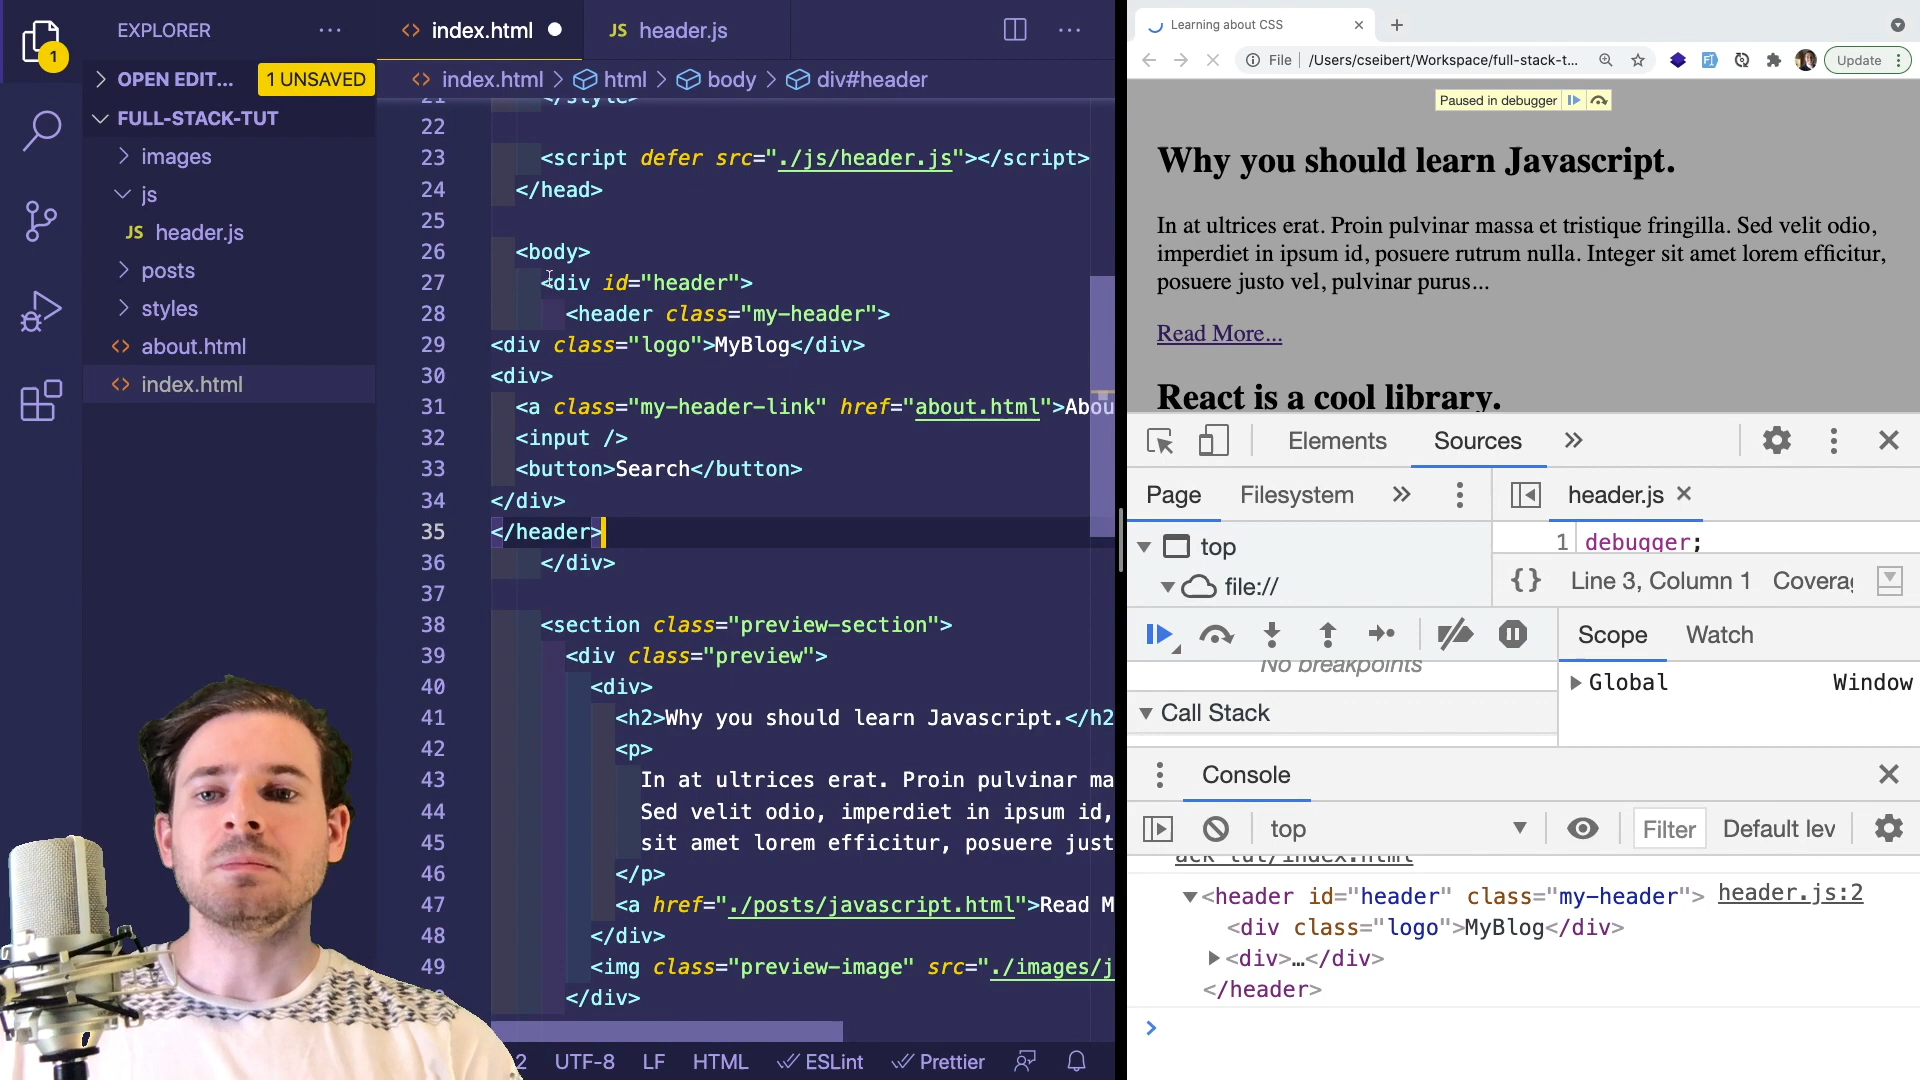 EXPLORER
OPEN EDIT... 1 UNSAVED
FULL-STACK-TUT
images
js
JS header.js
posts
styles
<> about.html
<> index.html
1
<> index.html
JS header.js
<> index.html > html > body > div#header
21 </style>
22
23 <script defer src="./js/header.js"></script>
24 </head>
25
26 <body>
27 <div id="header">
28 <header class="my-header">
29 <div class="logo">MyBlog</div>
30 <div>
31 <a class="my-header-link" href="about.html">Abou
32 <input />
33 <button>Search</button>
34 </div>
35 </header>
36 </div>
37
38 <section class="preview-section">
39 <div class="preview">
40 <div>
41 <h2>Why you should learn Javascript.</h2
42 <p>
43 In at ultrices erat. Proin pulvinar ma
44 Sed velit odio, imperdiet in ipsum id,
45 sit amet lorem efficitur, posuere just
46 </p>
47 <a href="./posts/javascript.html">Read M
48 </div>
49 <img class="preview-image" src="./images/j
</div>
2 UTF-8 LF HTML ESLint Prettier
Learning about CSS
File /Users/cseibert/Workspace/full-stack-t... Update
Paused in debugger
Why you should learn Javascript.
In at ultrices erat. Proin pulvinar massa et tristique fringilla. Sed velit odio,
imperdiet in ipsum id, posuere rutrum nulla. Integer sit amet lorem efficitur,
posuere justo vel, pulvinar purus...
Read More...
React is a cool library.
Elements Sources
Page Filesystem
header.js
top
file://
1 debugger;
{} Line 3, Column 1 Covera
No breakpoints
Call Stack
Scope Watch
Global Window
Console
top Filter Default lev
ack-tut/index.html
<header id="header" class="my-header"> header.js:2
<div class="logo">MyBlog</div>
<div>…</div>
</header>